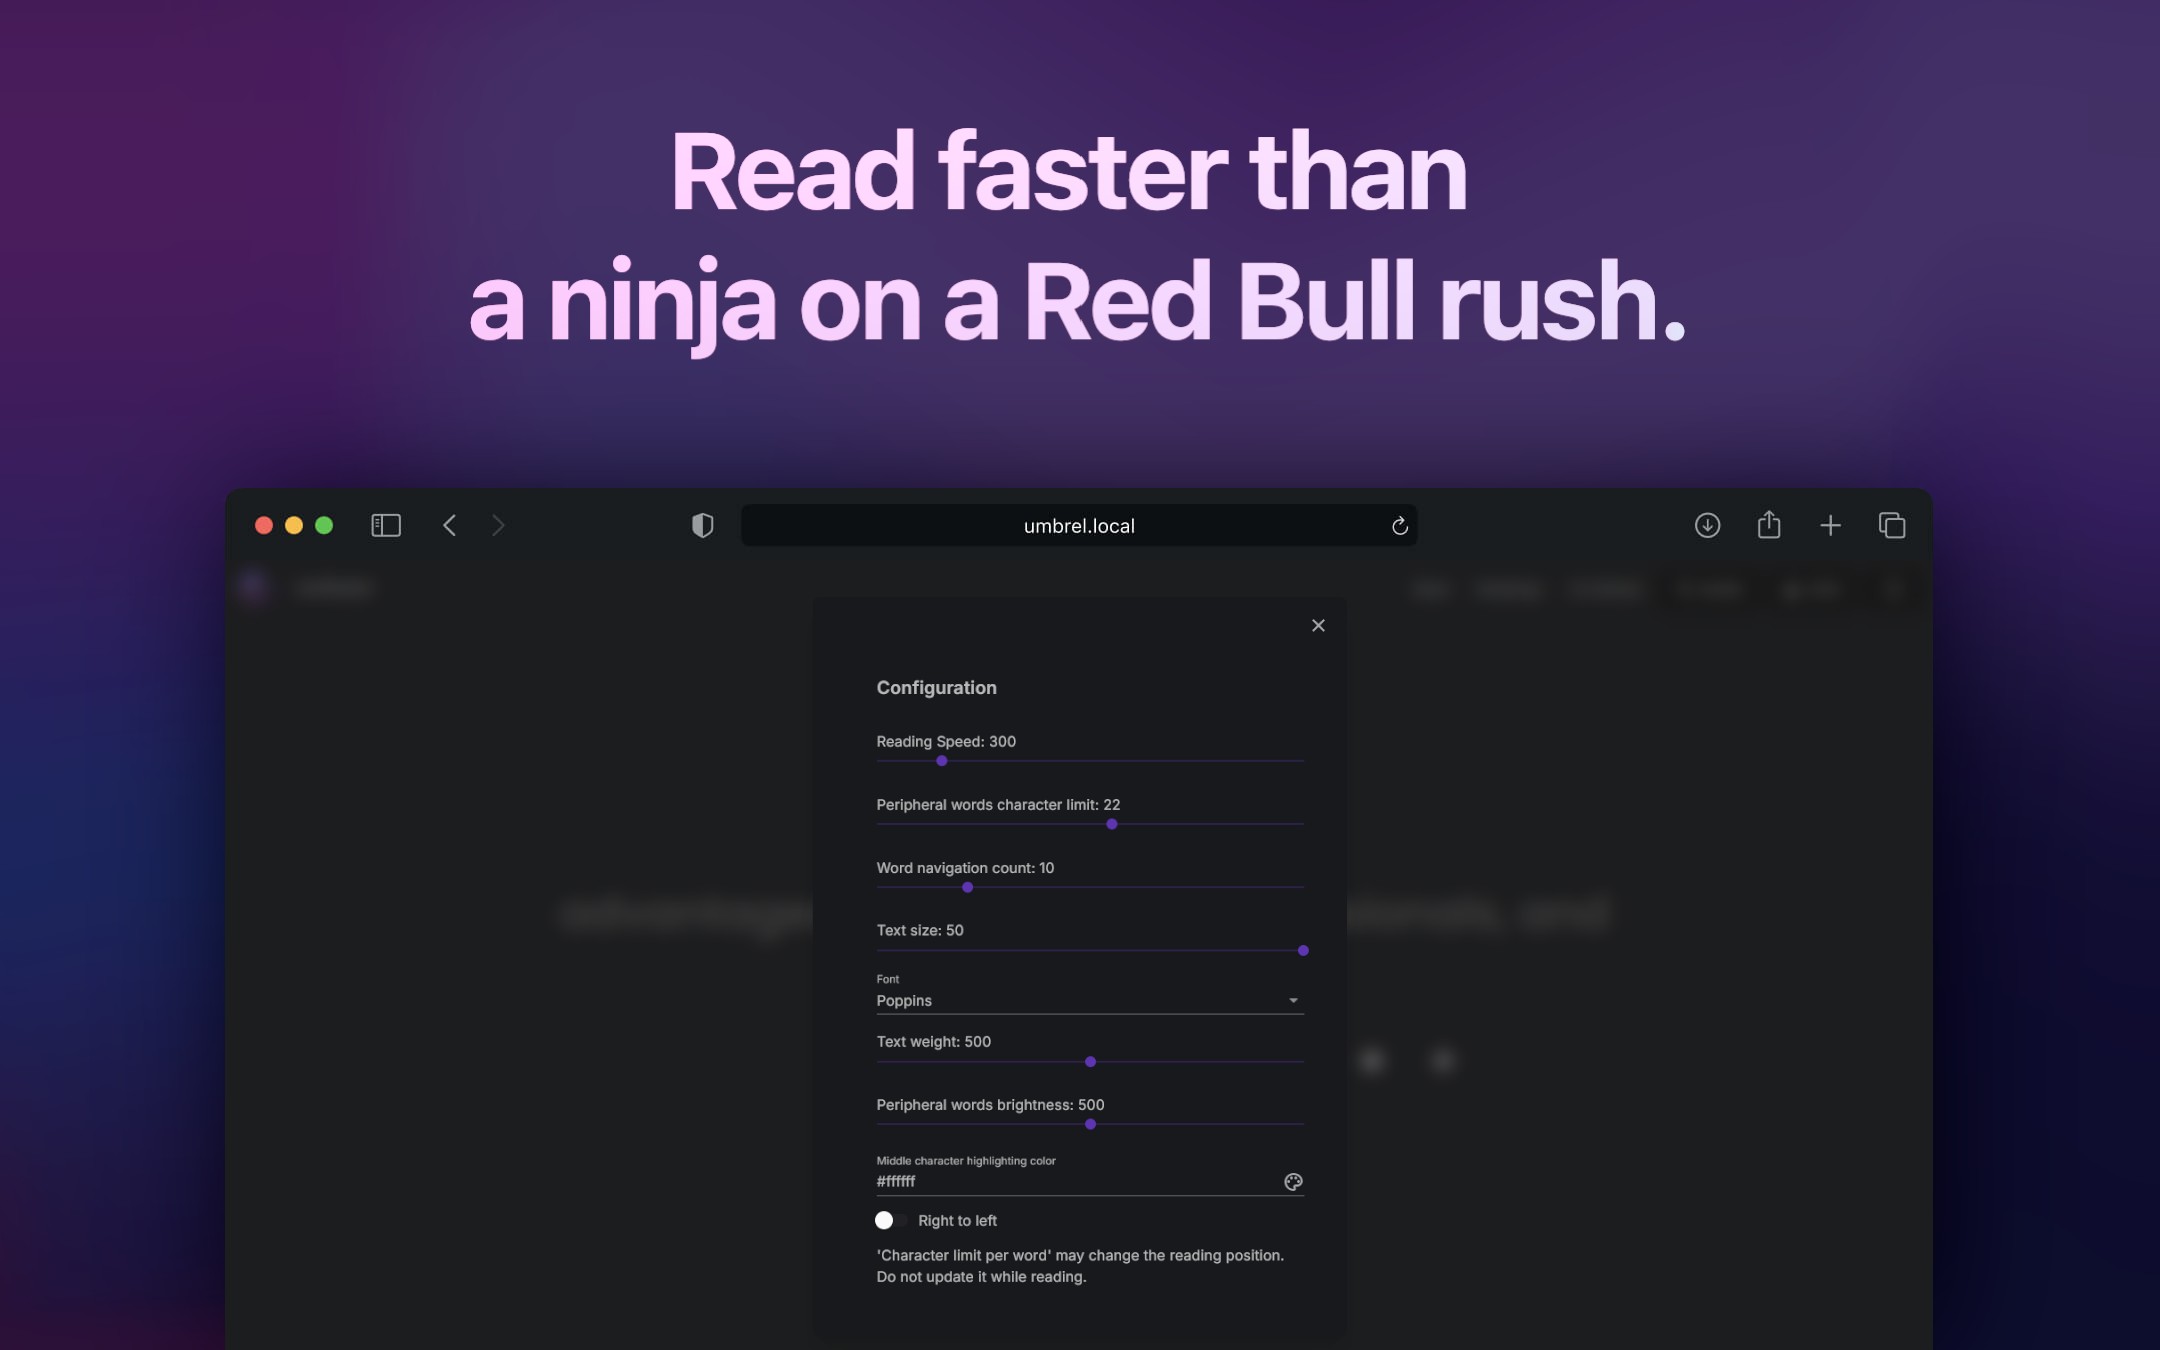 Read faster than
a ninja on a Red Bull rush.
umbrel.local
Configuration
Reading Speed: 300
Peripheral words character limit: 22
Word navigation count: 10
Text size: 50
Font
Poppins
Text weight: 500
Peripheral words brightness: 500
Middle character highlighting color
#ffffff
Right to left
'Character limit per word' may change the reading position.
Do not update it while reading.